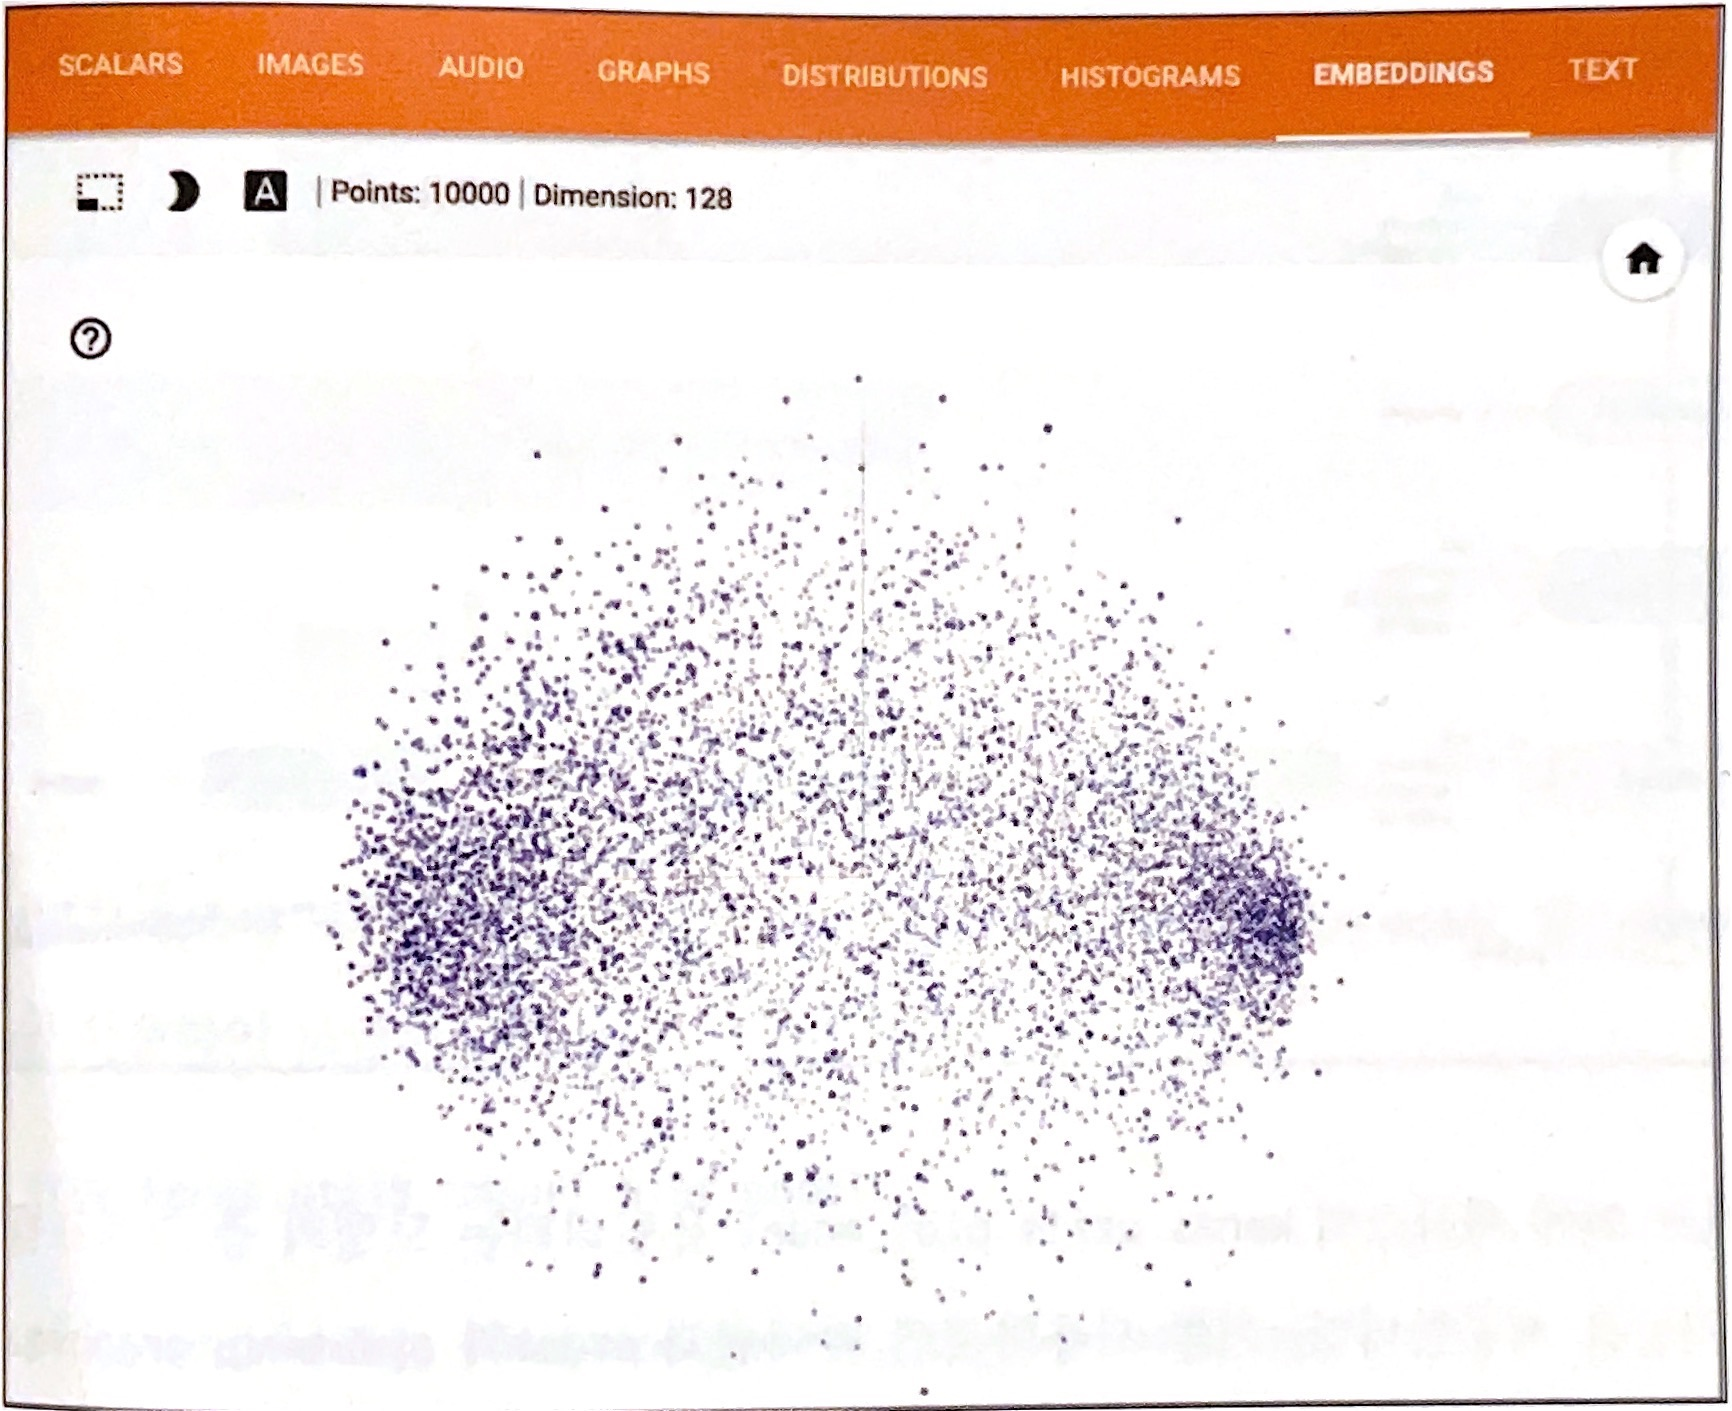 SCALARS IMAGES AUDIO GRAPHS DISTRIBUTIONS HISTOGRAMS EMBEDDINGS TEXT
A | Points: 10000 | Dimension: 128
?